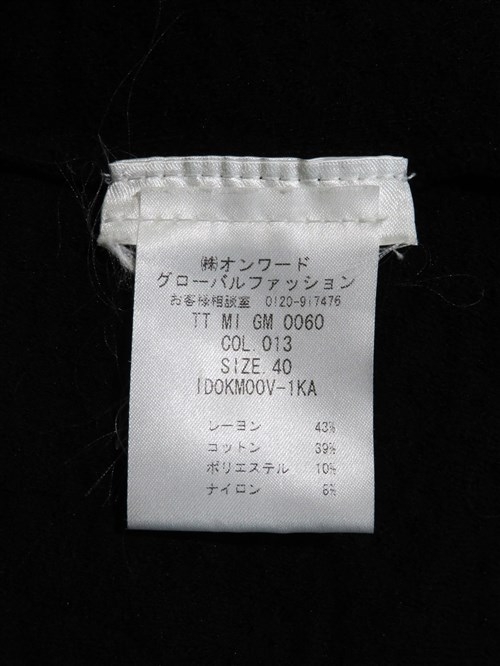 ㈱オンワード
グローバルファッション
お客様相談室 0120-917476
TT MI GM 0060
COL.013
SIZE.40
IDOKMOOV-1KA
レーヨン 43%
コットン 39%
ポリエステル 10%
ナイロン 8%